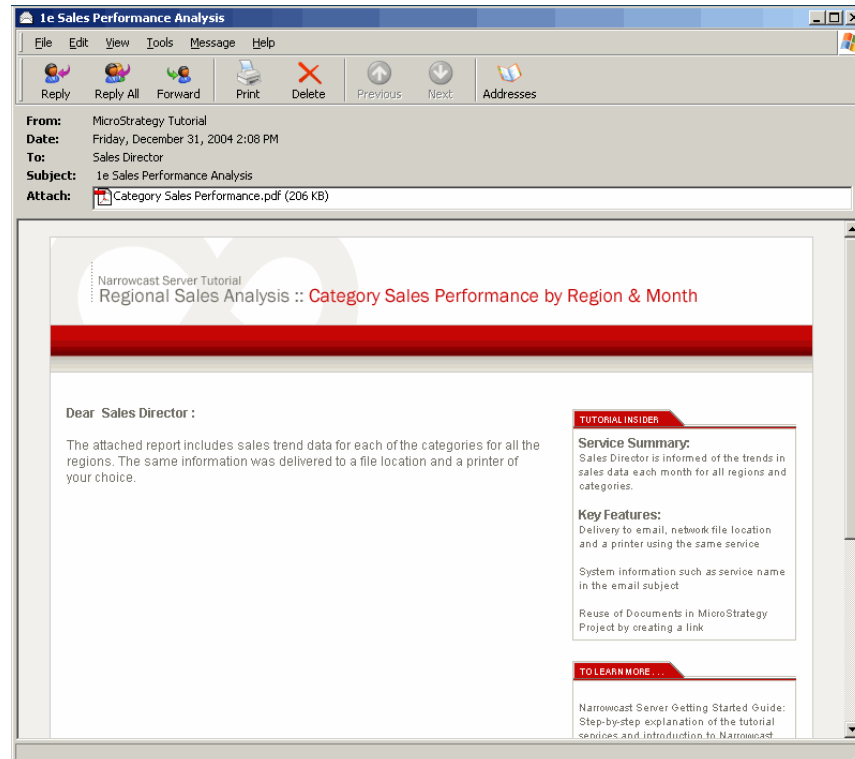 1e Sales Performance Analysis
File Edit View Tools Message Help
Reply Reply All Forward Print Delete Previous Next Addresses
From: MicroStrategy Tutorial
Date: Friday, December 31, 2004 2:08 PM
To: Sales Director
Subject: 1e Sales Performance Analysis
Attach: Category Sales Performance.pdf (206 KB)
Narrowcast Server Tutorial
Regional Sales Analysis :: Category Sales Performance by Region & Month
Dear Sales Director :
The attached report includes sales trend data for each of the categories for all the
regions. The same information was delivered to a file location and a printer of
your choice.
TUTORIAL INSIDER
Service Summary:
Sales Director is informed of the trends in
sales data each month for all regions and
categories.
Key Features:
Delivery to email, network file location
and a printer using the same service
System information such as service name
in the email subject
Reuse of Documents in MicroStrategy
Project by creating a link
TO LEARN MORE . . .
Narrowcast Server Getting Started Guide:
Step-by-step explanation of the tutorial
services and introduction to Narrowcast